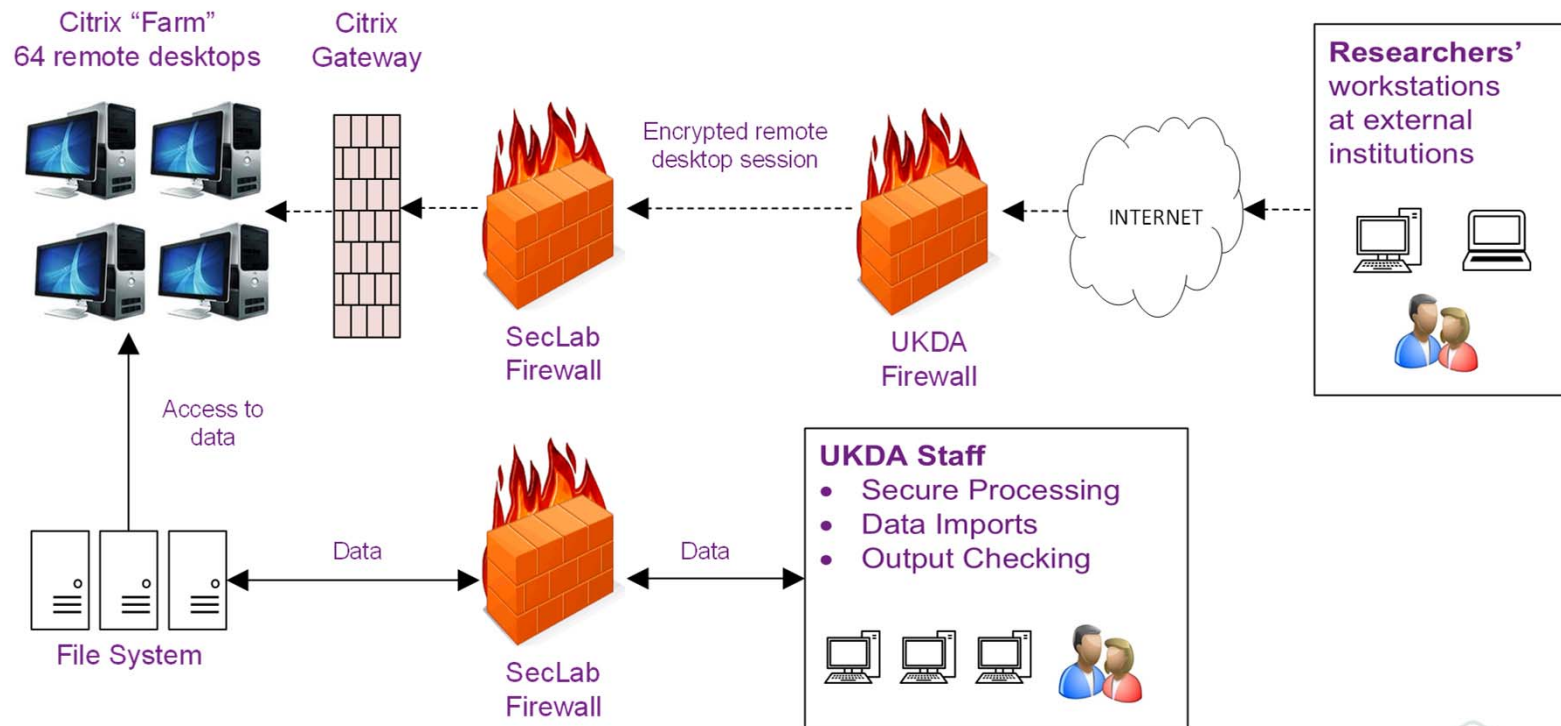 Citrix “Farm”
64 remote desktops
Citrix
Gateway
Encrypted remote
desktop session
INTERNET
Researchers’
workstations
at external
institutions
SecLab
Firewall
UKDA
Firewall
Access to
data
Data
Data
UKDA Staff
• Secure Processing
• Data Imports
• Output Checking
File System
SecLab
Firewall